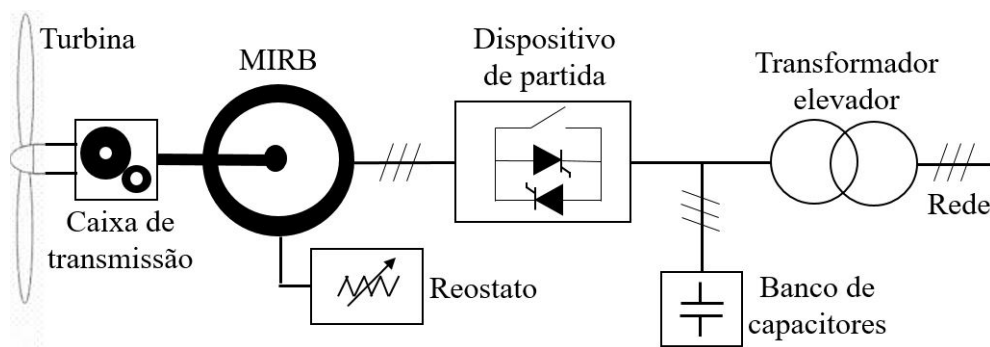 Turbina
MIRB
Dispositivo
de partida
Transformador
elevador
Caixa de
transmissão
Reostato
Banco de
capacitores
Rede